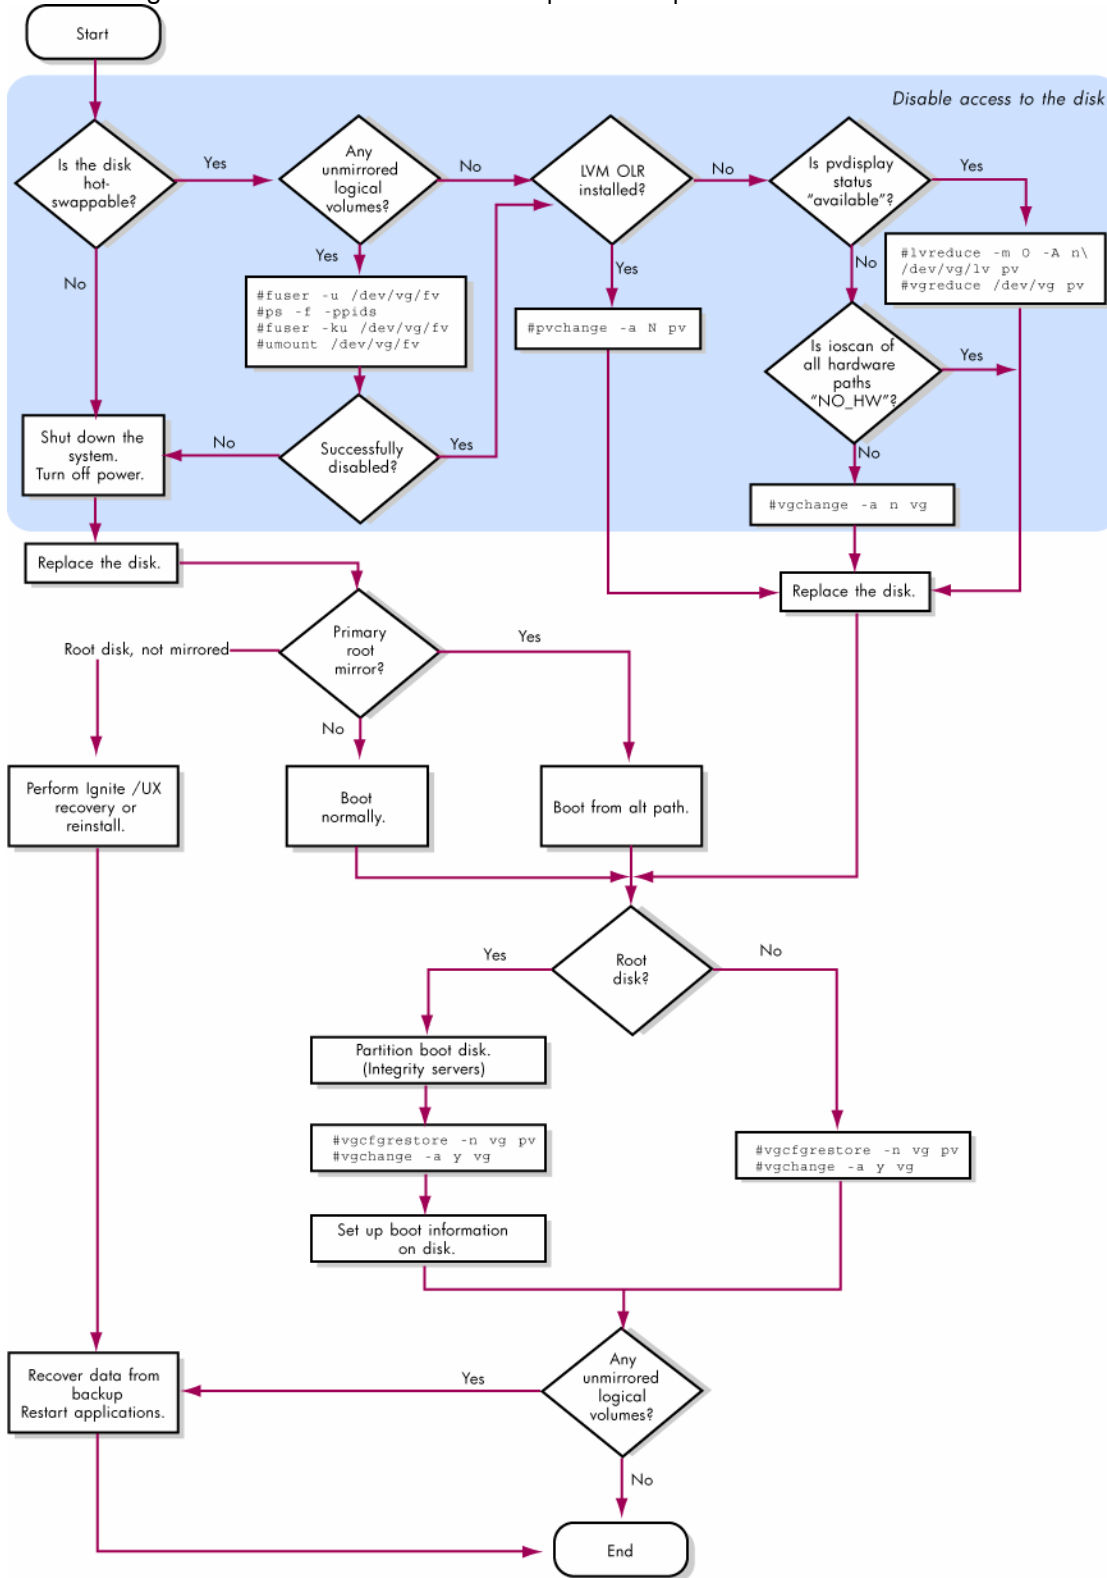 Start
Disable access to the disk
Is the disk
hot-
swappable?
Yes
Any
unmirrored
logical
volumes?
No
LVM OLR
installed?
No
Is pvdisplay
status
“available”?
Yes
No
Yes
#fuser -u /dev/vg/fv
#ps -f -ppids
#fuser -ku /dev/vg/fv
#umount /dev/vg/fv
Yes
#pvchange -a N pv
No
#lvreduce -m 0 -A n\
/dev/vg/lv pv
#vgreduce /dev/vg pv
Is ioscan of
all hardware
paths
“NO_HW”?
Yes
Shut down the
system.
Turn off power.
No
Successfully
disabled?
Yes
No
#vgchange -a n vg
Replace the disk.
Replace the disk.
Root disk, not mirrored
Primary
root
mirror?
Yes
No
Perform Ignite /UX
recovery or
reinstall.
Boot
normally.
Boot from alt path.
Yes
Root
disk?
No
Partition boot disk.
(Integrity servers)
#vgcfgrestore -n vg pv
#vgchange -a y vg
#vgcfgrestore -n vg pv
#vgchange -a y vg
Set up boot information
on disk.
Recover data from
backup
Restart applications.
Yes
Any
unmirrored
logical
volumes?
No
End